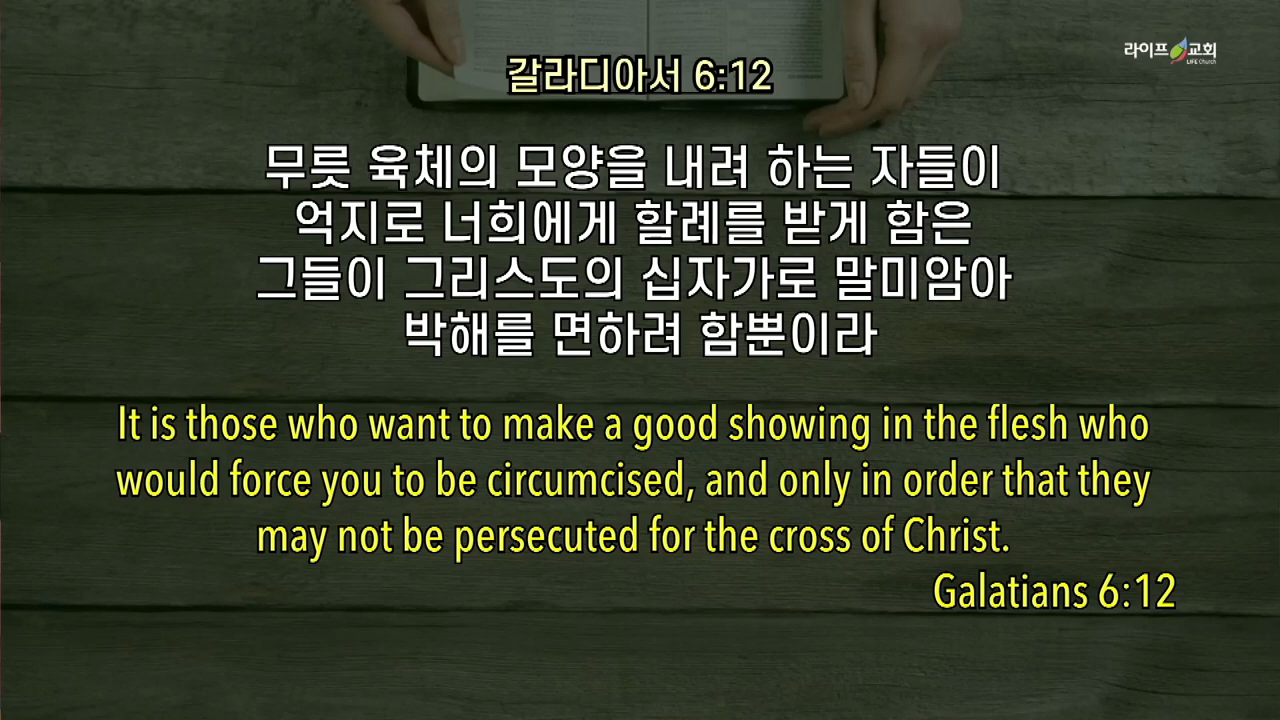 라이프 교회
LIFE Church
갈라디아서 6:12
무릇 육체의 모양을 내려 하는 자들이
억지로 너희에게 할례를 받게 함은
그들이 그리스도의 십자가로 말미암아
박해를 면하려 함뿐이라
It is those who want to make a good showing in the flesh who
would force you to be circumcised, and only in order that they
may not be persecuted for the cross of Christ.
Galatians 6:12